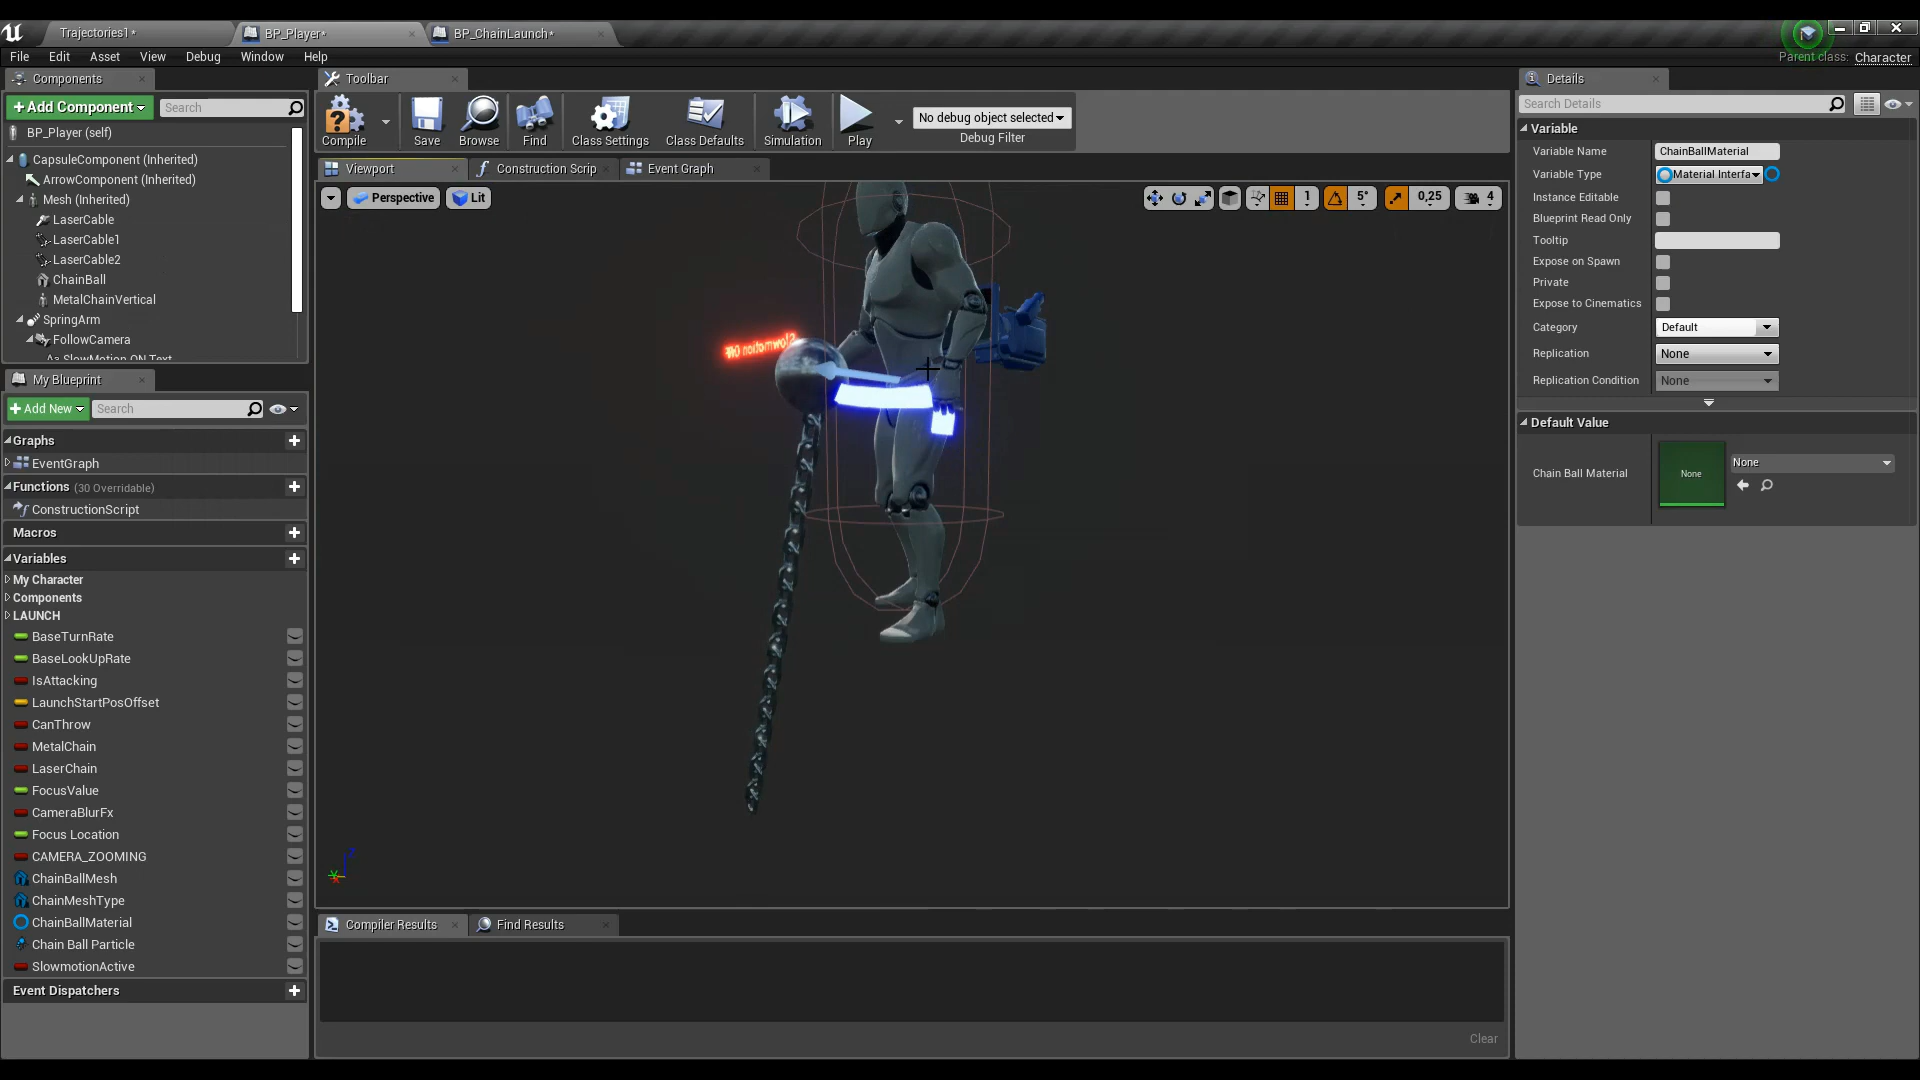 Trajectories1*
BP_Player*
BP_ChainLaunch*
File Edit Asset View Debug Window Help
Parent class: Character
Components
Add Component
Search
BP_Player (self)
CapsuleComponent (Inherited)
ArrowComponent (Inherited)
Mesh (Inherited)
LaserCable
LaserCable1
LaserCable2
ChainBall
MetalChainVertical
SpringArm
FollowCamera
SlowMotion ON Text
My Blueprint
Add New
Search
Graphs
EventGraph
Functions (30 Overridable)
ConstructionScript
Macros
Variables
My Character
Components
LAUNCH
BaseTurnRate
BaseLookUpRate
IsAttacking
LaunchStartPosOffset
CanThrow
MetalChain
LaserChain
FocusValue
CameraBlurFx
Focus Location
CAMERA_ZOOMING
ChainBallMesh
ChainMeshType
ChainBallMaterial
Chain Ball Particle
SlowmotionActive
Event Dispatchers
Toolbar
Compile
Save
Browse
Find
Class Settings
Class Defaults
Simulation
Play
No debug object selected
Debug Filter
Viewport
Construction Scrip
Event Graph
Perspective
Lit
1
5°
0,25
4
Compiler Results
Find Results
Clear
Details
Search Details
Variable
Variable Name ChainBallMaterial
Variable Type Material Interfa
Instance Editable
Blueprint Read Only
Tooltip
Expose on Spawn
Private
Expose to Cinematics
Category Default
Replication None
Replication Condition None
Default Value
Chain Ball Material
None
None